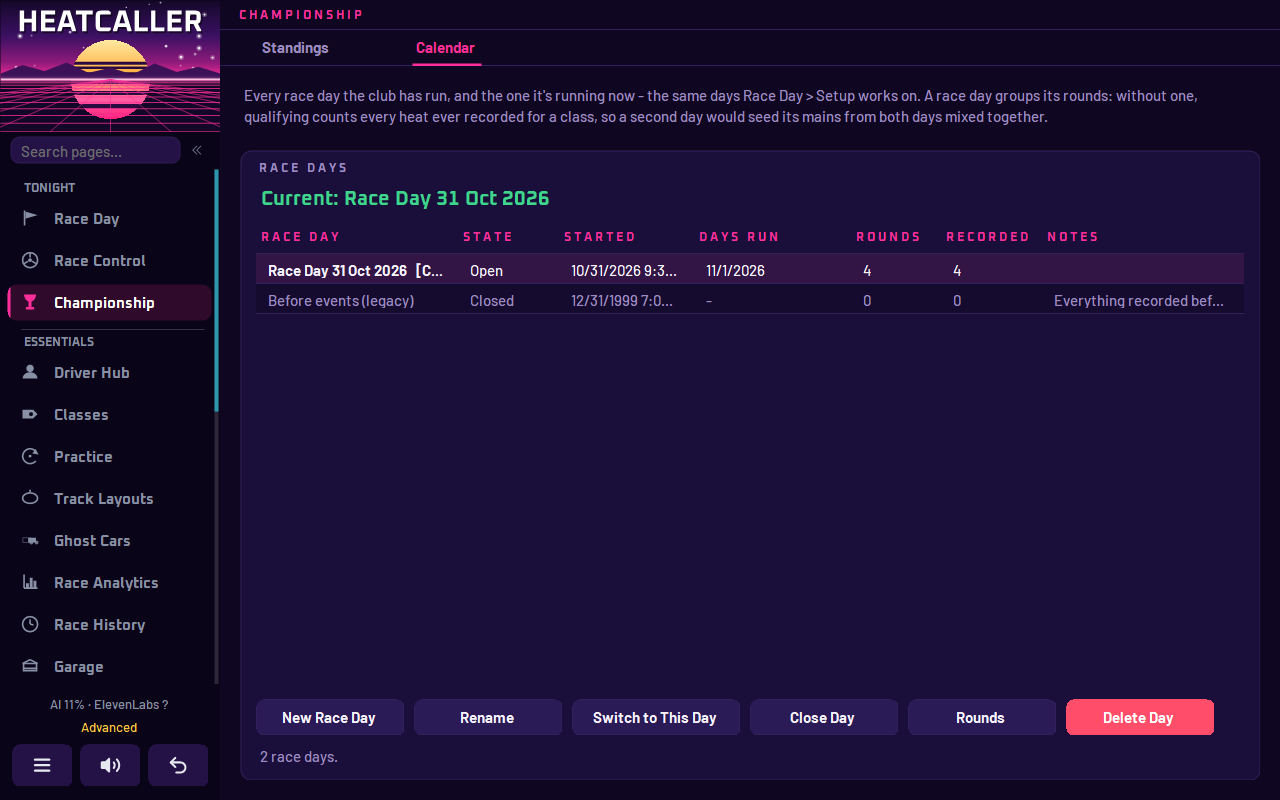 HEATCALLER
Search pages...
TONIGHT
Race Day
Race Control
Championship
ESSENTIALS
Driver Hub
Classes
Practice
Track Layouts
Ghost Cars
Race Analytics
Race History
Garage
AI 11% · ElevenLabs ?
Advanced
CHAMPIONSHIP
Standings Calendar
Every race day the club has run, and the one it's running now - the same days Race Day > Setup works on. A race day groups its rounds: without one,
qualifying counts every heat ever recorded for a class, so a second day would seed its mains from both days mixed together.
RACE DAYS
Current: Race Day 31 Oct 2026
RACE DAY STATE STARTED DAYS RUN ROUNDS RECORDED NOTES
Race Day 31 Oct 2026 [C... Open 10/31/2026 9:3... 11/1/2026 4 4
Before events (legacy) Closed 12/31/1999 7:0... - 0 0 Everything recorded bef...
New Race Day Rename Switch to This Day Close Day Rounds Delete Day
2 race days.